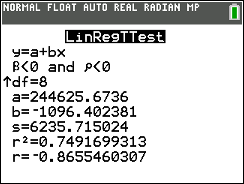 NORMAL FLOAT AUTO REAL RADIAN MP
LinRegTTest
y=a+bx
β<0 and ρ<0
↑df=8
a=244625.6736
b=-1096.402381
s=6235.715024
r²=0.7491699313
r=-0.8655460307